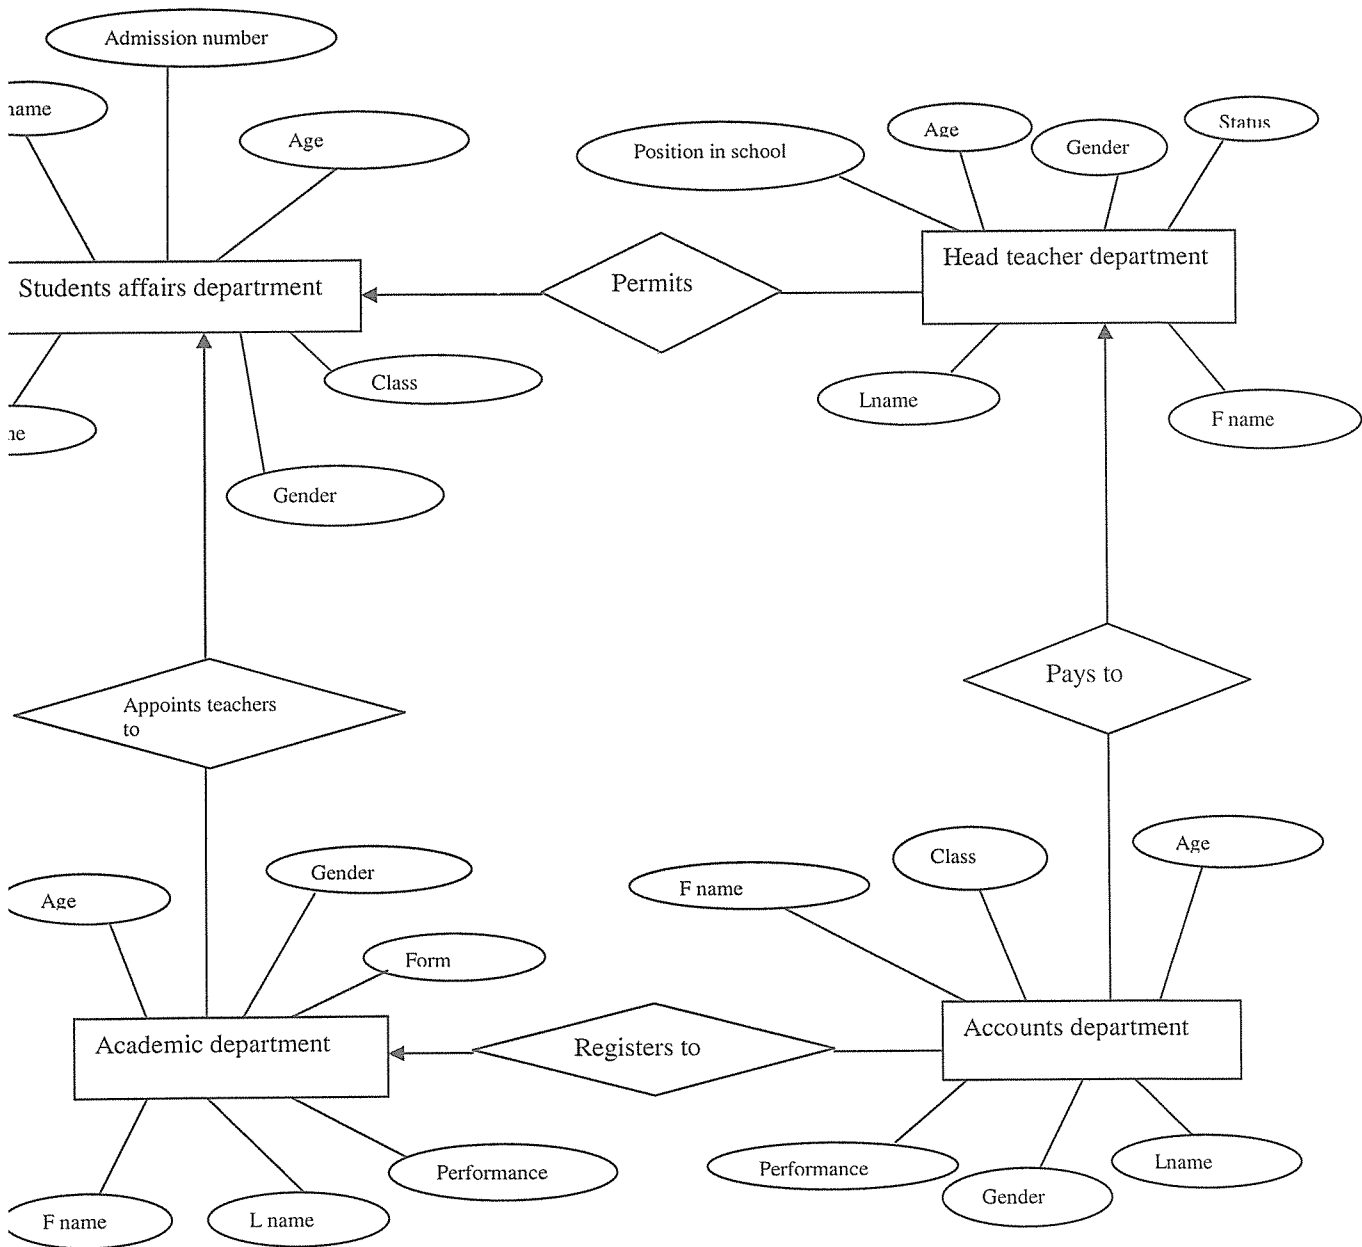 Admission number
name
Age
Position in school
Age
Gender
Status
Students affairs departrment
Permits
Head teacher department
Class
Lname
F name
Gender
Appoints teachers
to
Pays to
Age
Gender
Form
F name
Class
Age
Academic department
Registers to
Accounts department
F name
L name
Performance
Performance
Gender
Lname